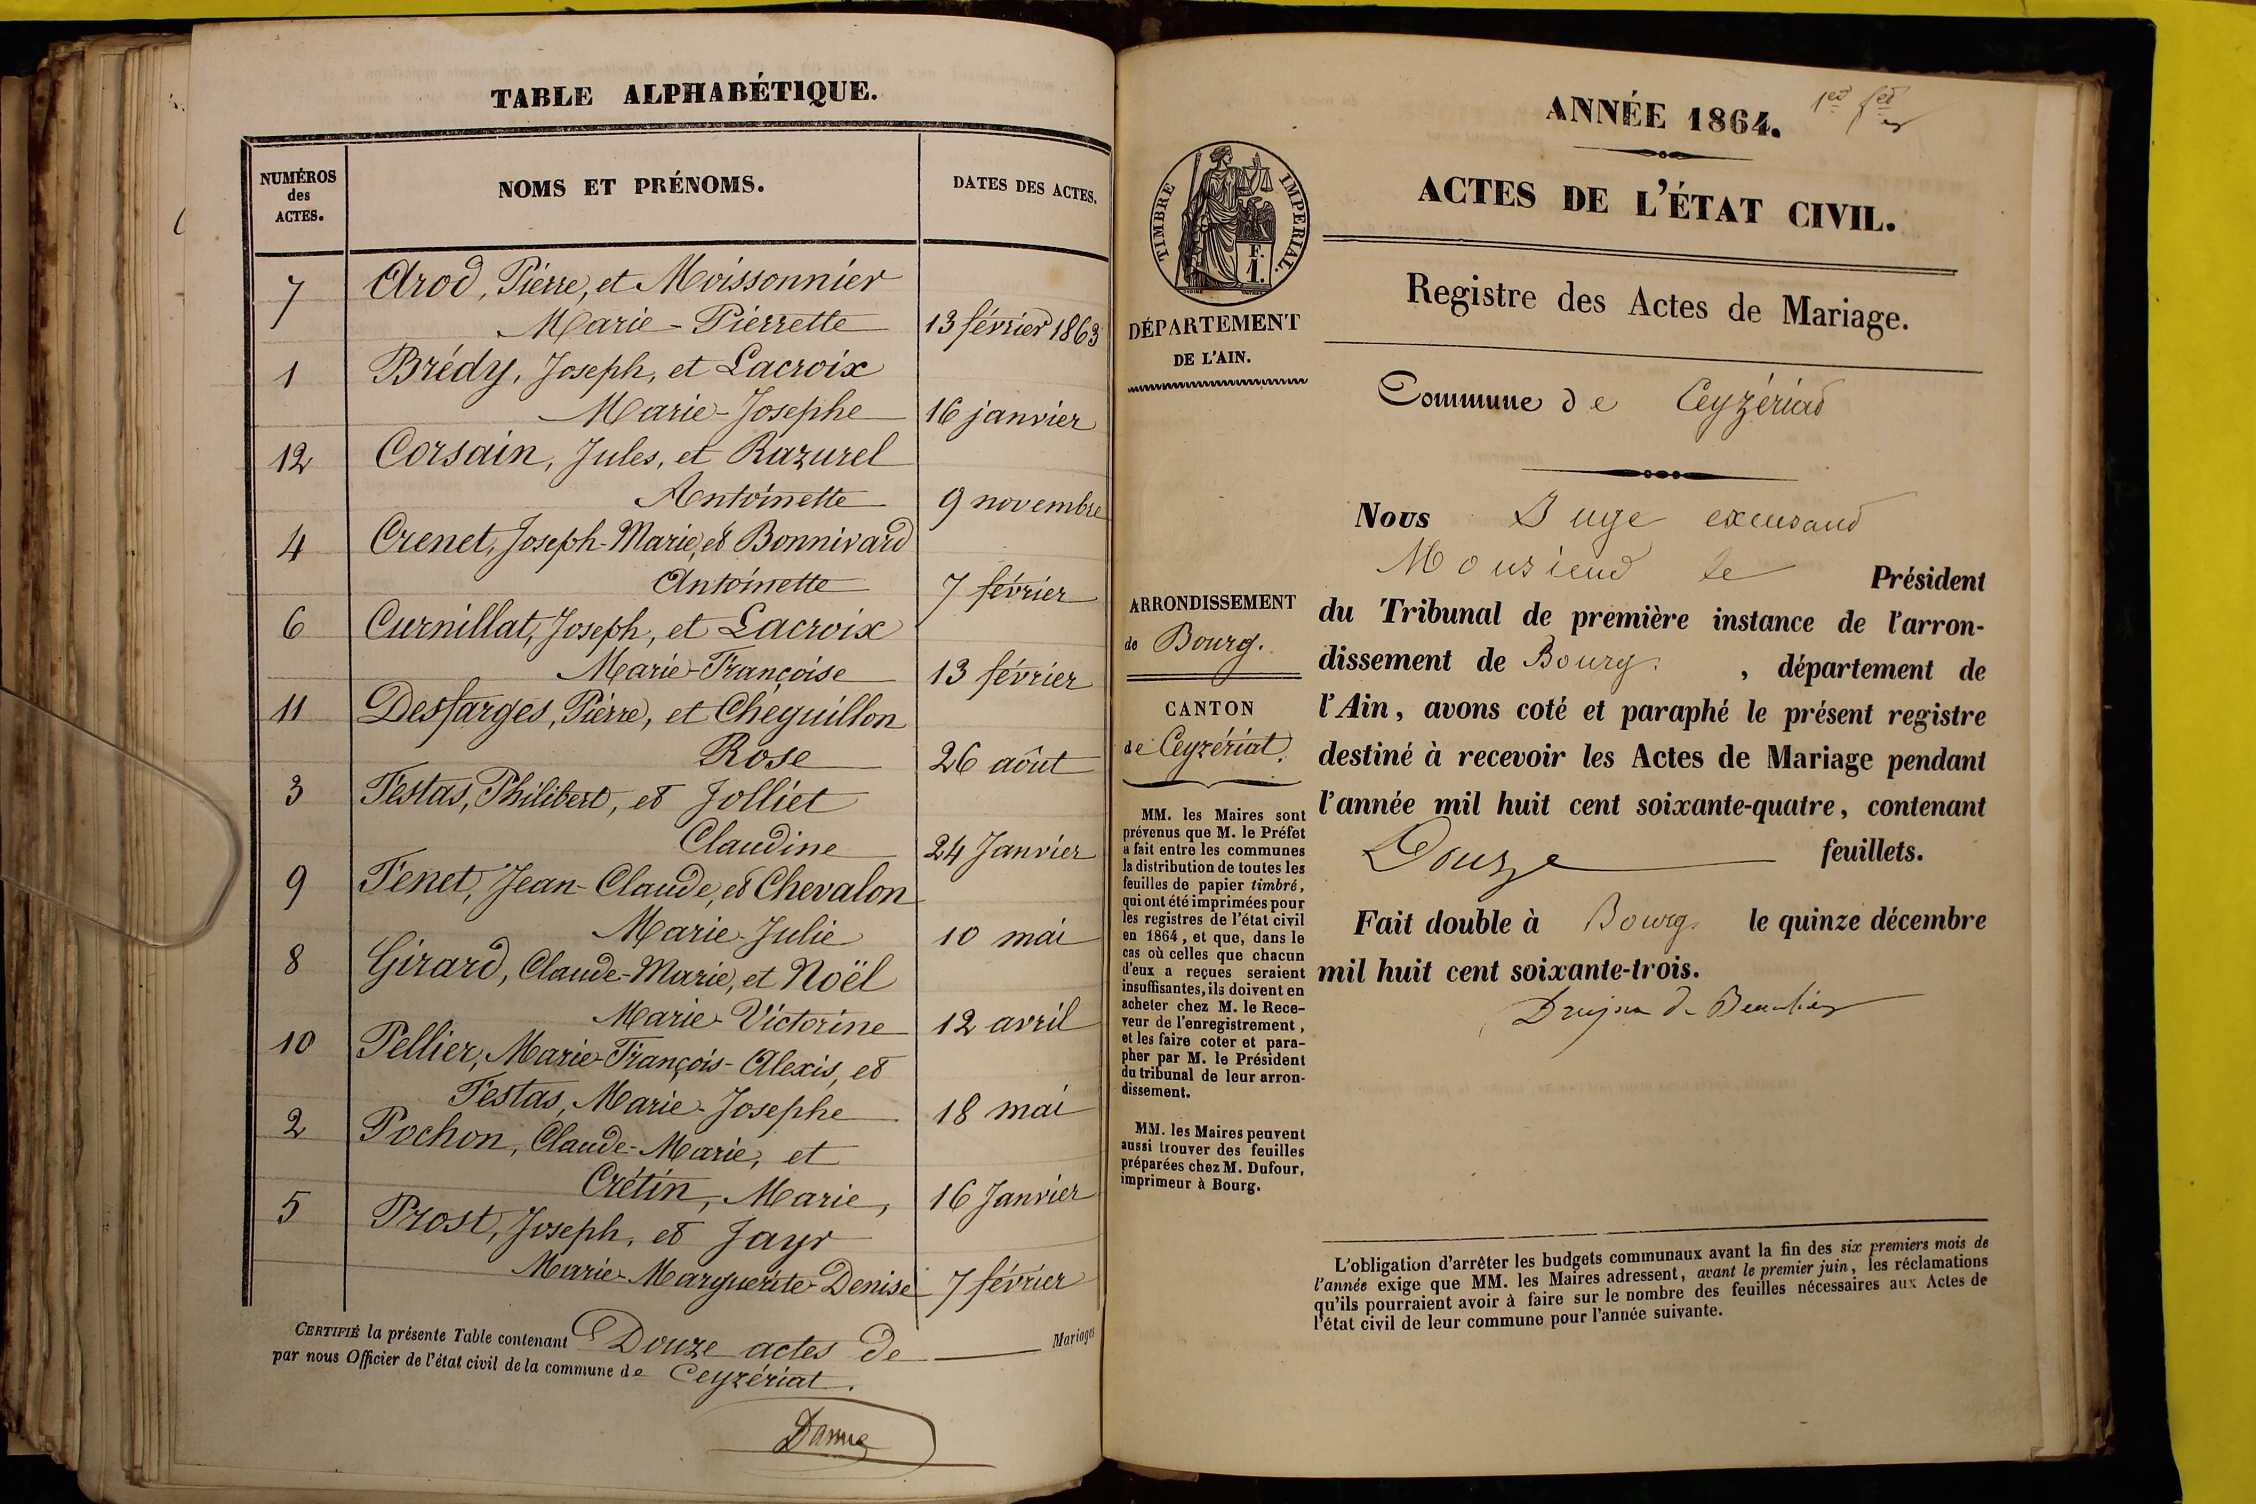 TABLE ALPHABÉTIQUE.
NUMÉROS des ACTES. NOMS ET PRÉNOMS. DATES DES ACTES.
7 Arod, Pierre, et Moissonnier
Marie-Pierrette 13 février 1863
1 Brédy, Joseph, et Lacroix
Marie-Josephe 16 janvier
12 Corsain, Jules, et Razurel
Antoinette 9 novembre
4 Crenet, Joseph-Marie, et Bonnivard
Antoinette 7 février
6 Curnillat, Joseph, et Lacroix
Marie-Françoise 13 février
11 Desfarges, Pierre, et Cheguillon
Rose 26 août
3 Festas, Philibert, et Jolliet
Claudine 24 Janvier
9 Fenet, Jean-Claude, et Chevalon
Marie-Julie 10 mai
8 Girard, Claude-Marie, et Noël
Marie-Victorine 12 avril
10 Pellier, Marie-François-Alexis, et
Festas, Marie-Josephe 18 mai
2 Pochon, Claude-Marie, et
Crétin, Marie, 16 Janvier
5 Prost, Joseph, et Jayr
Marie-Marguerite-Denise 7 février
CERTIFIÉ la présente Table contenant Douze actes de Mariages
par nous Officier de l'état civil de la commune de Ceyzériat.
ANNÉE 1864.
ACTES DE L'ÉTAT CIVIL.
Registre des Actes de Mariage.
TIMBRE IMPERIAL.
F.
1.
DÉPARTEMENT
DE L'AIN.
Commune de Ceyzériat
ARRONDISSEMENT
de Bourg.
CANTON
de Ceyzériat.
MM. les Maires sont
prévenus que M. le Préfet
a fait entre les communes
la distribution de toutes les
feuilles de papier timbré,
qui ont été imprimées pour
les registres de l'état civil
en 1864, et que, dans le
cas où celles que chacun
d'eux a reçues seraient
insuffisantes, ils doivent en
acheter chez M. le Rece-
veur de l'enregistrement,
et les faire coter et para-
pher par M. le Président
du tribunal de leur arron-
dissement.
MM. les Maires peuvent
aussi trouver des feuilles
préparées chez M. Dufour,
imprimeur à Bourg.
Nous Juge
Monsieur le Président
du Tribunal de première instance de l'arron-
dissement de Bourg, département de
l'Ain, avons coté et paraphé le présent registre
destiné à recevoir les Actes de Mariage pendant
l'année mil huit cent soixante-quatre, contenant
Douze feuillets.
Fait double à Bourg le quinze décembre
mil huit cent soixante-trois.
L'obligation d'arrêter les budgets communaux avant la fin des six premiers mois de
l'année exige que MM. les Maires adressent, avant le premier juin, les réclamations
qu'ils pourraient avoir à faire sur le nombre des feuilles nécessaires aux Actes de
l'état civil de leur commune pour l'année suivante.